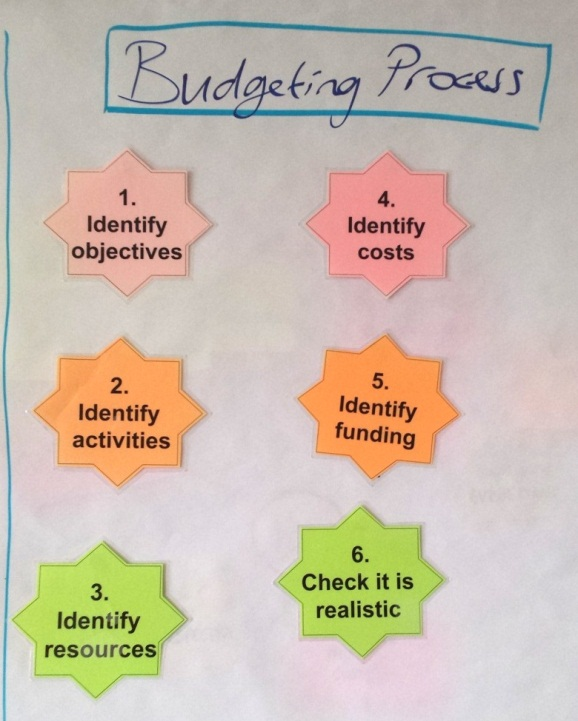 Budgeting Process
1.
Identify
objectives
2.
Identify
activities
3.
Identify
resources
4.
Identify
costs
5.
Identify
funding
6.
Check it is
realistic